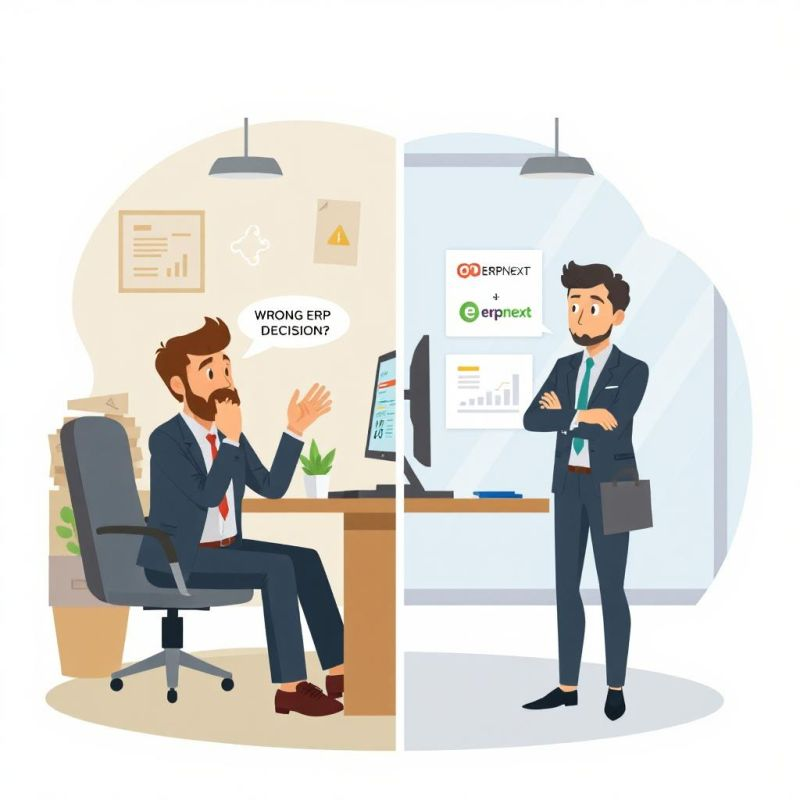 WRONG ERP
DECISION?
ERPNEXT
+
erpnext